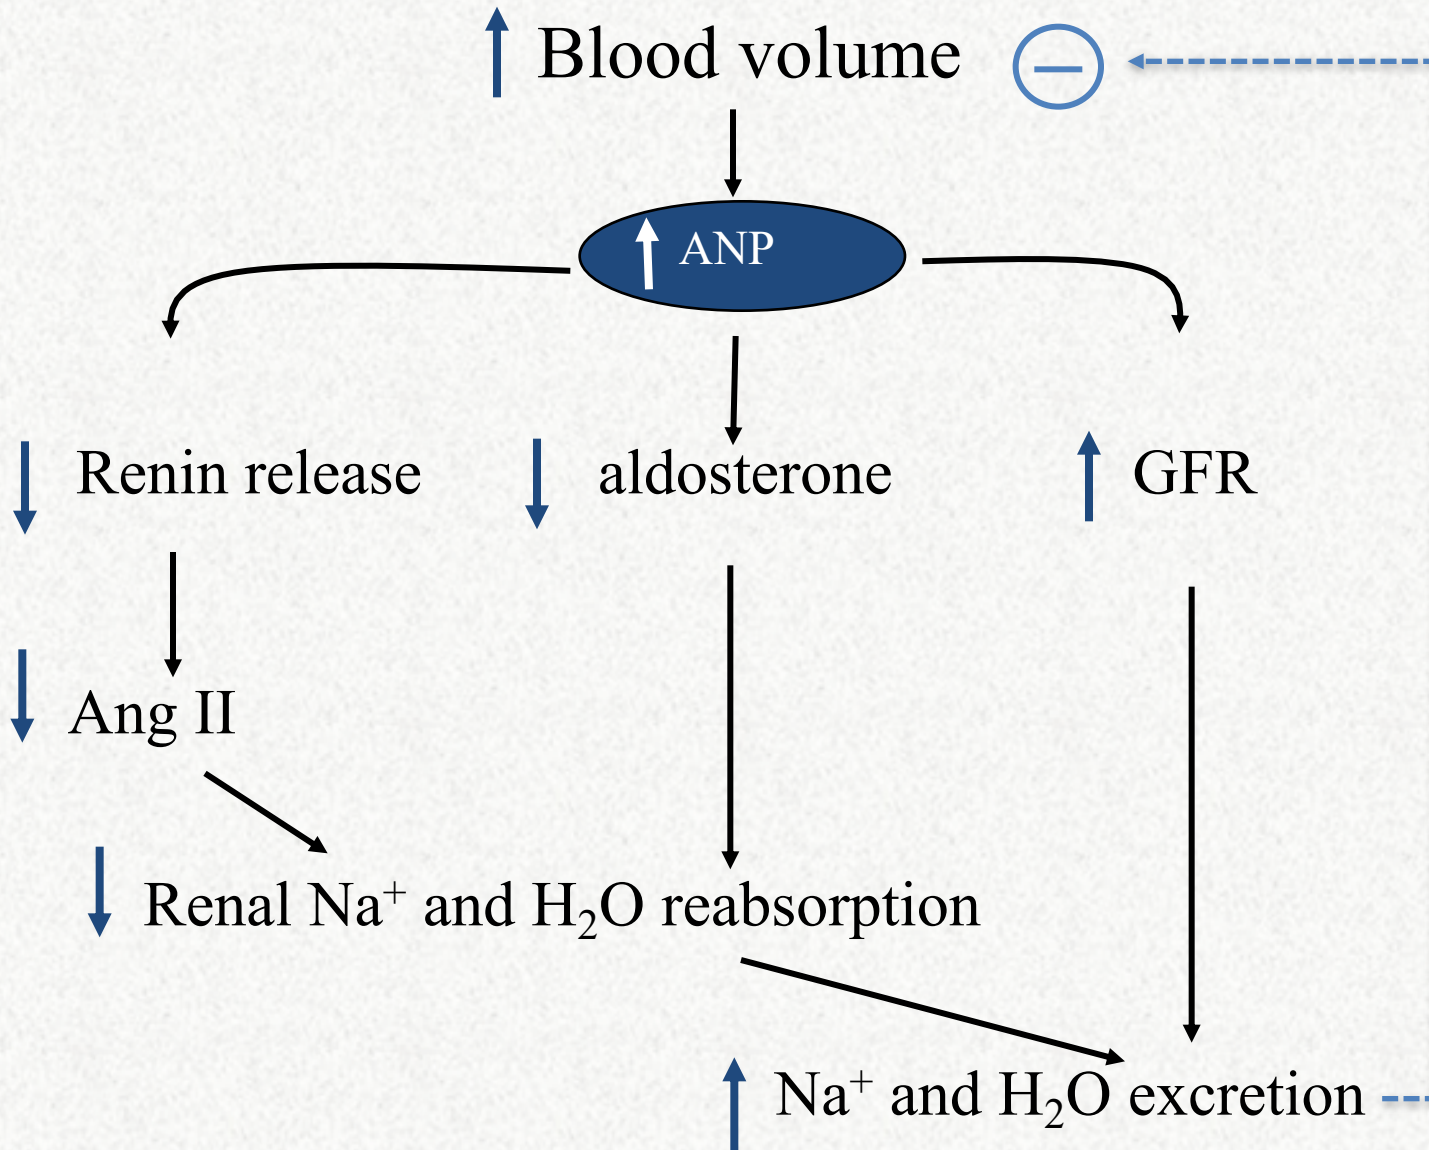 Blood volume
ANP
Renin release
aldosterone
GFR
Ang II
Renal Na⁺ and H₂O reabsorption
Na⁺ and H₂O excretion